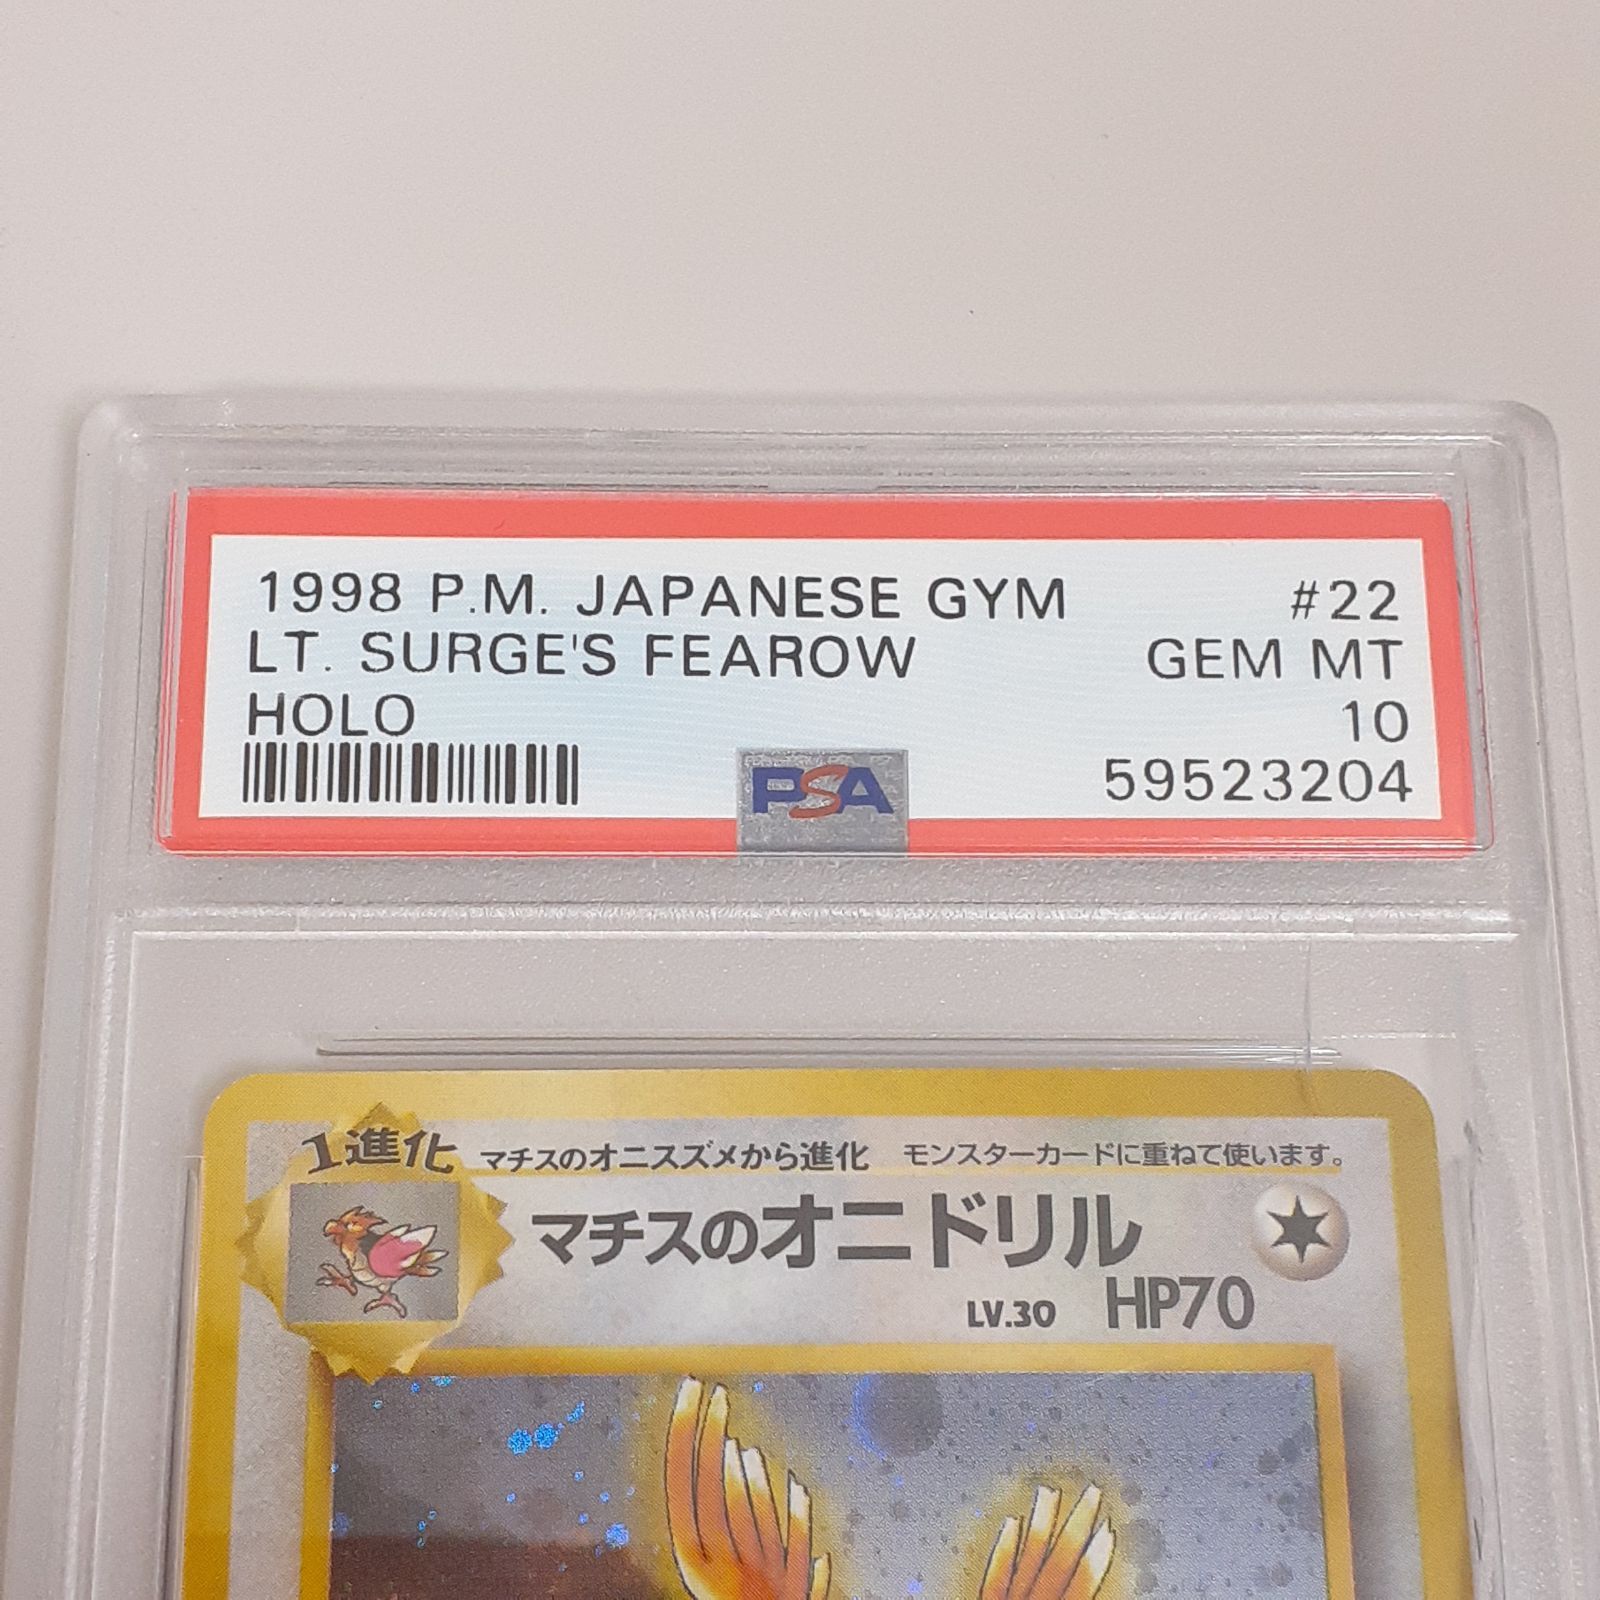 1998 P.M. JAPANESE GYM #22
LT. SURGE'S FEAROW GEM MT
HOLO 10
PSA 59523204
1進化 マチスのオニスズメから進化 モンスターカードに重ねて使います。
マチスのオニドリル
LV.30 HP70